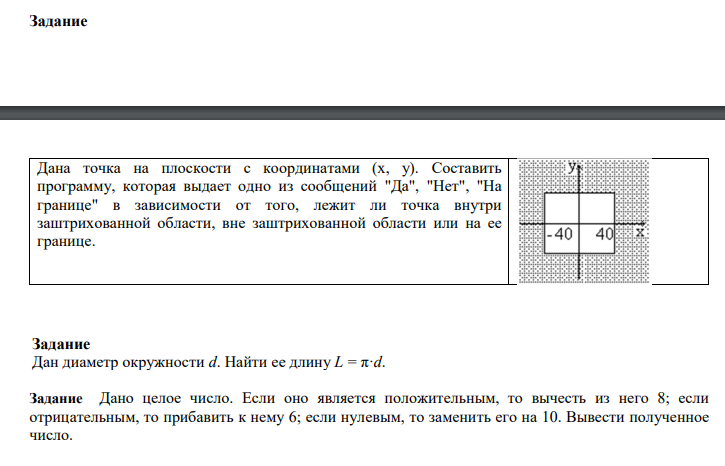 Задание
Дана точка на плоскости с координатами (x, y). Составить
программу, которая выдает одно из сообщений "Да", "Нет", "На
границе" в зависимости от того, лежит ли точка внутри
заштрихованной области, вне заштрихованной области или на ее
границе.
y
-40 40 x
Задание
Дан диаметр окружности d. Найти ее длину L = π·d.
Задание Дано целое число. Если оно является положительным, то вычесть из него 8; если
отрицательным, то прибавить к нему 6; если нулевым, то заменить его на 10. Вывести полученное
число.